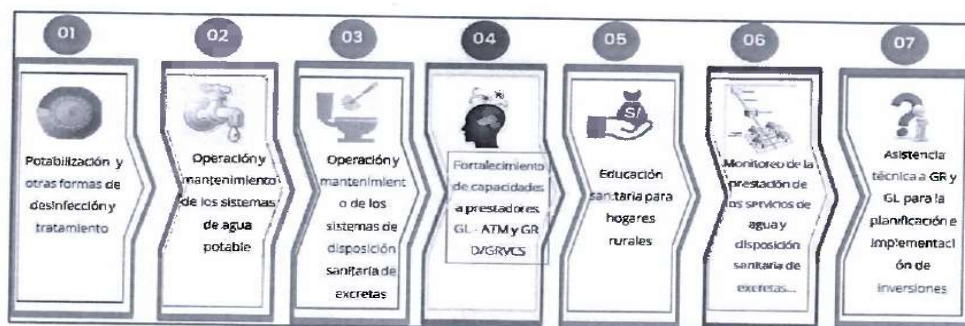 01
Potabilización y
otras formas de
desinfección y
tratamiento
02
Operación y
mantenimiento
de los sistemas
de agua
potable
03
Operación y
mantenimient
o de los
sistemas de
disposición
sanitaria de
excretas
04
Fortalecimiento
de capacidades
a prestadores,
GL - ATM y GR
D/GRVCS
05
S/
Educación
sanitaria para
hogares
rurales
06
Monitoreo de la
prestación de
los servicios de
agua y
disposición
sanitaria de
excretas...
07
Asistencia
técnica a GR y
GL para la
planificación e
implementaci
ón de
inversiones